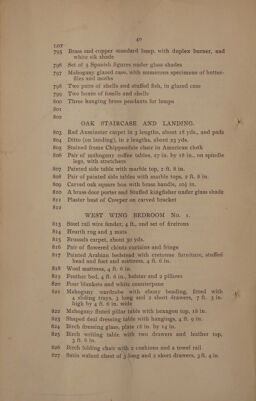 40
LOT
795 Brass and copper standard lamp, with duplex burner, and
white silk shade
796 Set of 5 Spanish figures under glass shades
797 Mahogany glazed case, with numerous specimens of butter-
flies and moths
798 Two pairs of shells and stuffed fish, in glazed case
799 Two boxes of fossils and shells
800 Three hanging brass pendants for lamps
801
802
OAK STAIRCASE AND LANDING.
803 Red Axminster carpet in 3 lengths, about 18 yds., and pads
804 Ditto (on landing), in 2 lengths, about 23 yds.
805 Stained frame Chippendale chair in American cloth
806 Pair of mahogany coffee tables, 17 in. by 18 in., on spindle
legs, with stretchers
807 Painted side table with marble top, 2 ft. 6 in.
808 Pair of painted side tables with marble tops, 2 ft. 6 in.
809 Carved oak square box with brass handle, 10½ in.
810 A brass door porter and Stuffed kingfisher under glass shade
811 Plaster bust of Cowper on carved bracket
812
WEST WING BEDROOM No. 1.
813 Steel rail wire fender, 4 ft., and set of fireirons
814 Hearth rug and 2 mats
815 Brussels carpet, about 30 yds.
816 Pair of flowered chintz curtains and fringe
817 Painted Arabian bedstead with cretonne furniture, stuffed
head and foot and mattress, 4 ft. 6 in.
818 Wool mattress, 4 ft. 6 in.
819 Feather bed, 4 ft. 6 in., bolster and 2 pillows
820 Four blankets and white counterpane
821 Mahogany wardrobe with ebony beading, fitted with
4 sliding trays, 3 long and 2 short drawers, 7 ft. 3 in.
high by 4 ft. 6 in. wide
822 Mahogany fluted pillar table with hexagon top, 18 in.
823 Shaped deal dressing table with hangings, 4 ft. 9 in.
824 Birch dressing glass, plate 18 in. by 14 in.
825 Birch writing table with two drawers and leather top,
3 ft. 6 in.
826 Birch folding chair with 2 cushions and a towel rail
827 Satin walnut chest of 3 long and 2 short drawers, 3 ft. 4 in.